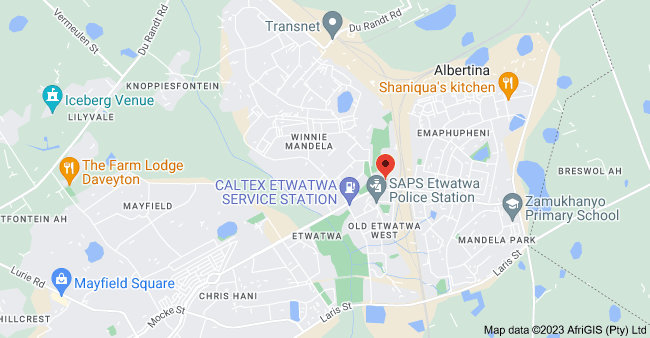 Vermeulen St
Du Randt Rd
Transnet
Du Randt Rd
KNOPPIESFONTEIN
Albertina
Shaniqua's kitchen
Iceberg Venue
LILYVALE
WINNIE
MANDELA
EMAPHUPHENI
The Farm Lodge
Daveyton
BRESWOL AH
CALTEX ETWATWA
SERVICE STATION
SAPS Etwatwa
Police Station
TFONTEIN AH
MAYFIELD
Zamukhanyo
Primary School
ETWATWA
OLD ETWATWA
WEST
MANDELA PARK
Lurie Rd
Mayfield Square
Laris St
CHRIS HANI
HILLCREST
Mocke St
Laris St
Map data ©2023 AfriGIS (Pty) Ltd